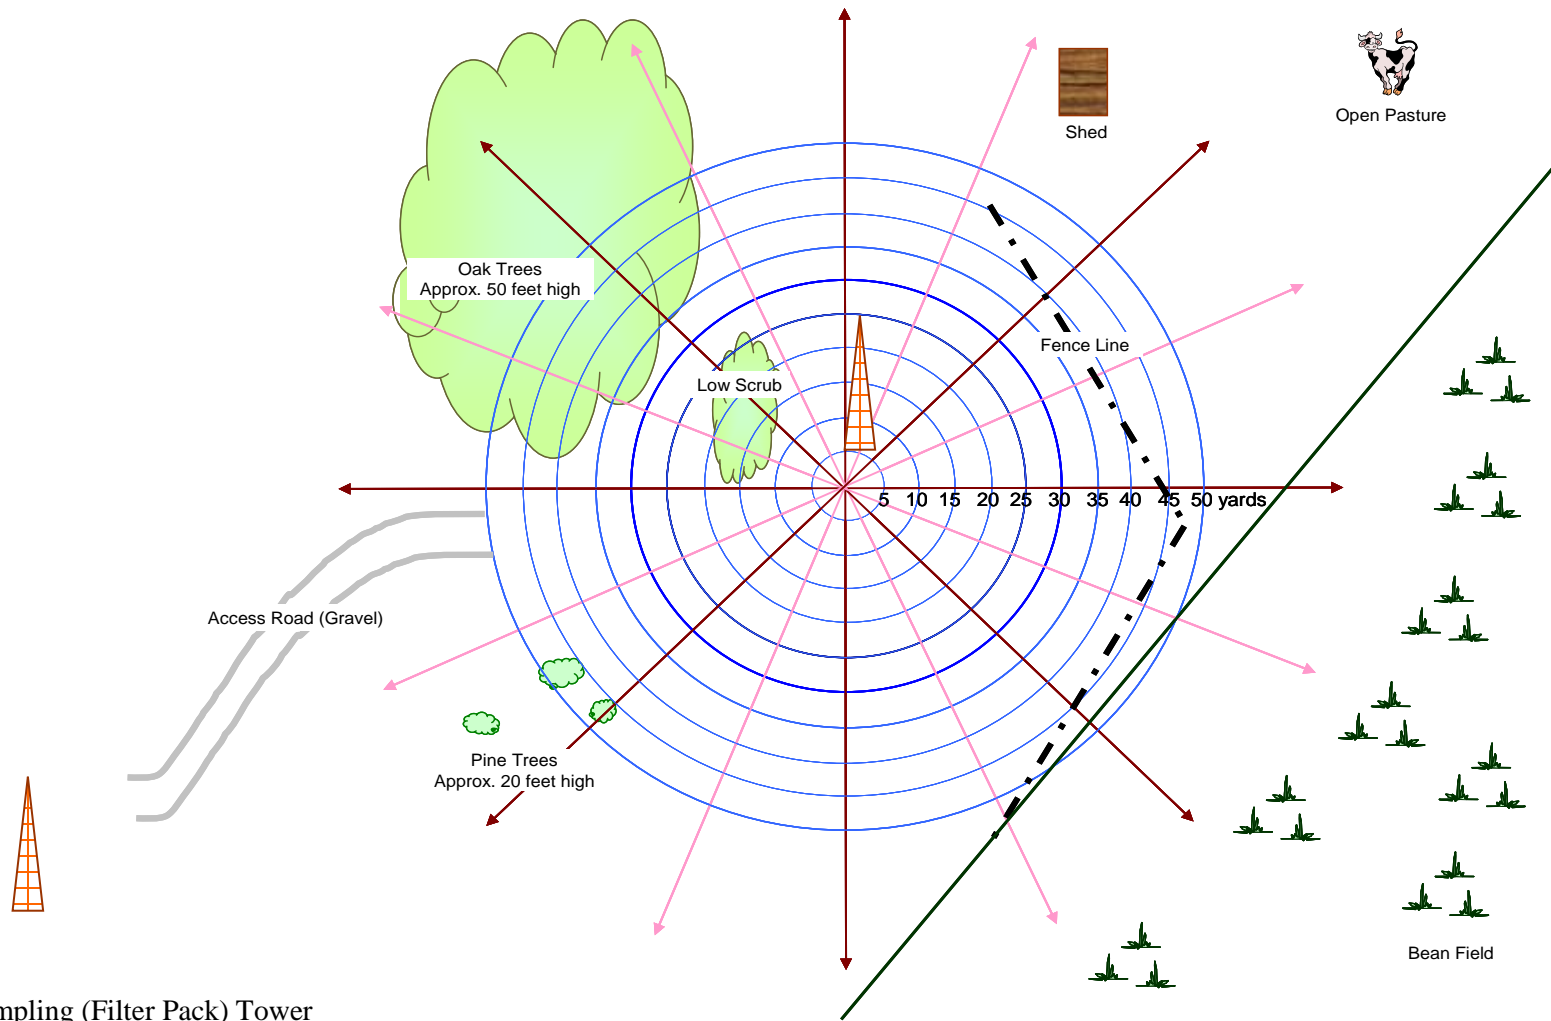 Shed
Open Pasture
Oak Trees
Approx. 50 feet high
Fence Line
Low Scrub
5 10 15 20 25 30 35 40 45 50 yards
Access Road (Gravel)
Pine Trees
Approx. 20 feet high
Bean Field
mpling (Filter Pack) Tower